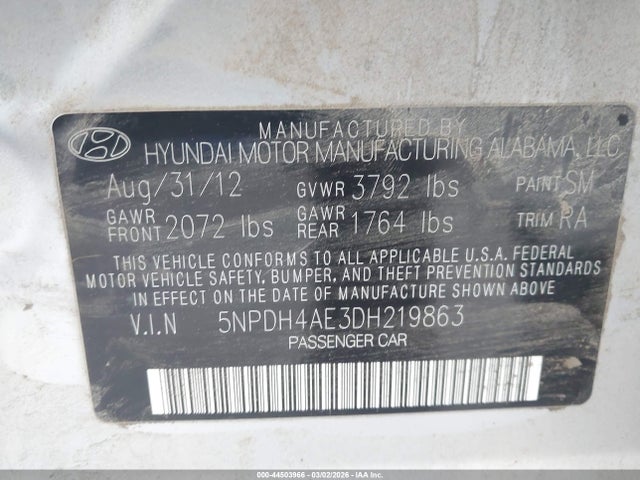 MANUFACTURED BY
HYUNDAI MOTOR MANUFACTURING ALABAMA, LLC
Aug/31/12 GVWR 3792 lbs PAINT SM
GAWR FRONT 2072 lbs GAWR REAR 1764 lbs TRIM RA
THIS VEHICLE CONFORMS TO ALL APPLICABLE U.S.A. FEDERAL
MOTOR VEHICLE SAFETY, BUMPER, AND THEFT PREVENTION STANDARDS
IN EFFECT ON THE DATE OF MANUFACTURE SHOWN ABOVE.
V.I.N 5NPDH4AE3DH219863
PASSENGER CAR
000-44503966 - 03/02/2026 - © IAA Inc.